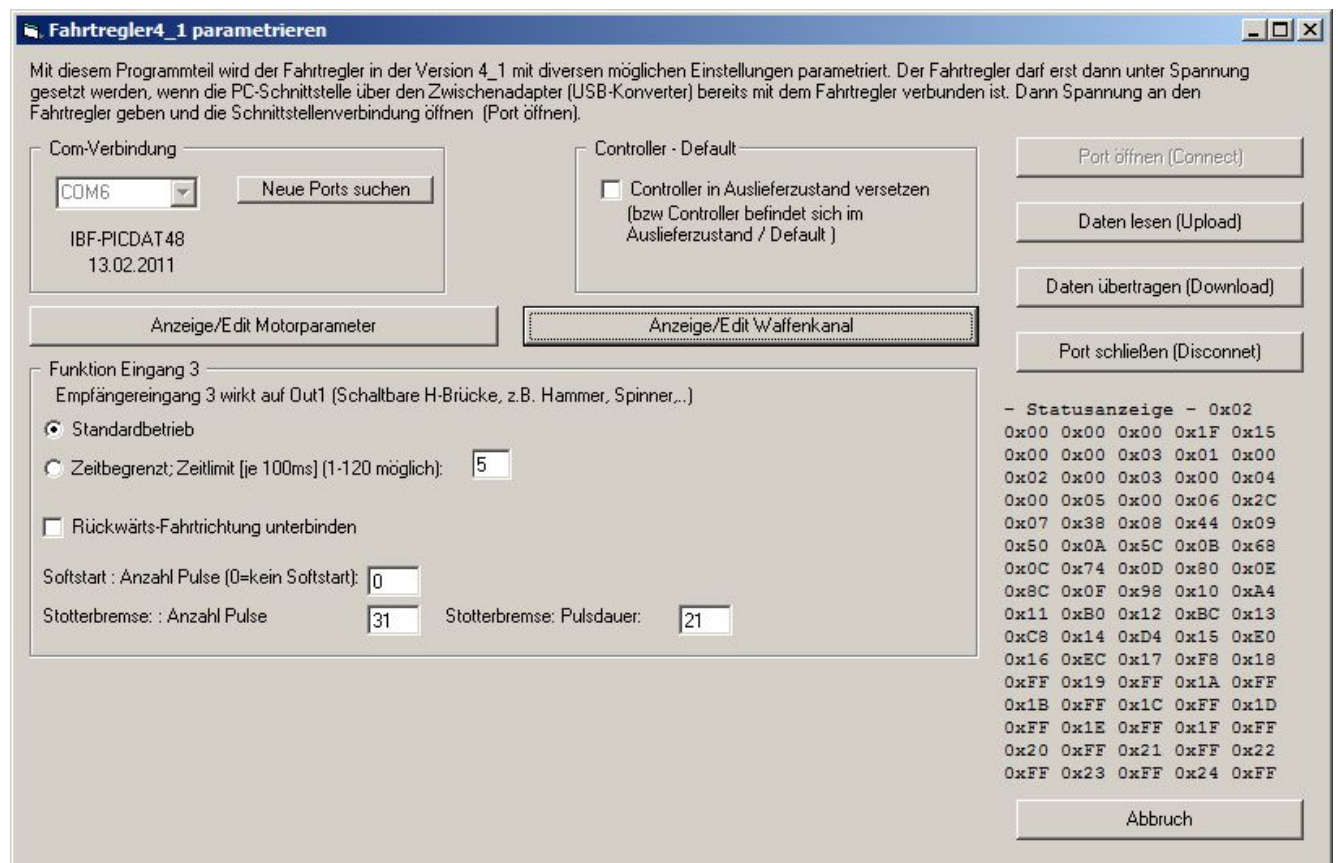 Fahrtregler4_1 parametrieren
Mit diesem Programmteil wird der Fahrtregler in der Version 4_1 mit diversen möglichen Einstellungen parametriert. Der Fahrtregler darf erst dann unter Spannung
gesetzt werden, wenn die PC-Schnittstelle über den Zwischenadapter (USB-Konverter) bereits mit dem Fahrtregler verbunden ist. Dann Spannung an den
Fahrtregler geben und die Schnittstellenverbindung öffnen (Port öffnen).
Com-Verbindung
COM6
Neue Ports suchen
IBF-PICDAT48
13.02.2011
Controller - Default
Controller in Auslieferzustand versetzen
(bzw Controller befindet sich im
Auslieferzustand / Default )
Port öffnen (Connect)
Daten lesen (Upload)
Daten übertragen (Download)
Port schließen (Disconnet)
Anzeige/Edit Motorparameter
Anzeige/Edit Waffenkanal
Funktion Eingang 3
Empfängereingang 3 wirkt auf Out1 (Schaltbare H-Brücke, z.B. Hammer, Spinner,..)
Standardbetrieb
Zeitbegrenzt; Zeitlimit [je 100ms] (1-120 möglich): 5
Rückwärts-Fahrtrichtung unterbinden
Softstart : Anzahl Pulse (0=kein Softstart): 0
Stotterbremse: : Anzahl Pulse 31 Stotterbremse: Pulsdauer: 21
- Statusanzeige - 0x02
0x00 0x00 0x00 0x1F 0x15
0x00 0x00 0x03 0x01 0x00
0x02 0x00 0x03 0x00 0x04
0x00 0x05 0x00 0x06 0x2C
0x07 0x38 0x08 0x44 0x09
0x50 0x0A 0x5C 0x0B 0x68
0x0C 0x74 0x0D 0x80 0x0E
0x8C 0x0F 0x98 0x10 0xA4
0x11 0xB0 0x12 0xBC 0x13
0xC8 0x14 0xD4 0x15 0xE0
0x16 0xEC 0x17 0xF8 0x18
0xFF 0x19 0xFF 0x1A 0xFF
0x1B 0xFF 0x1C 0xFF 0x1D
0xFF 0x1E 0xFF 0x1F 0xFF
0x20 0xFF 0x21 0xFF 0x22
0xFF 0x23 0xFF 0x24 0xFF
Abbruch